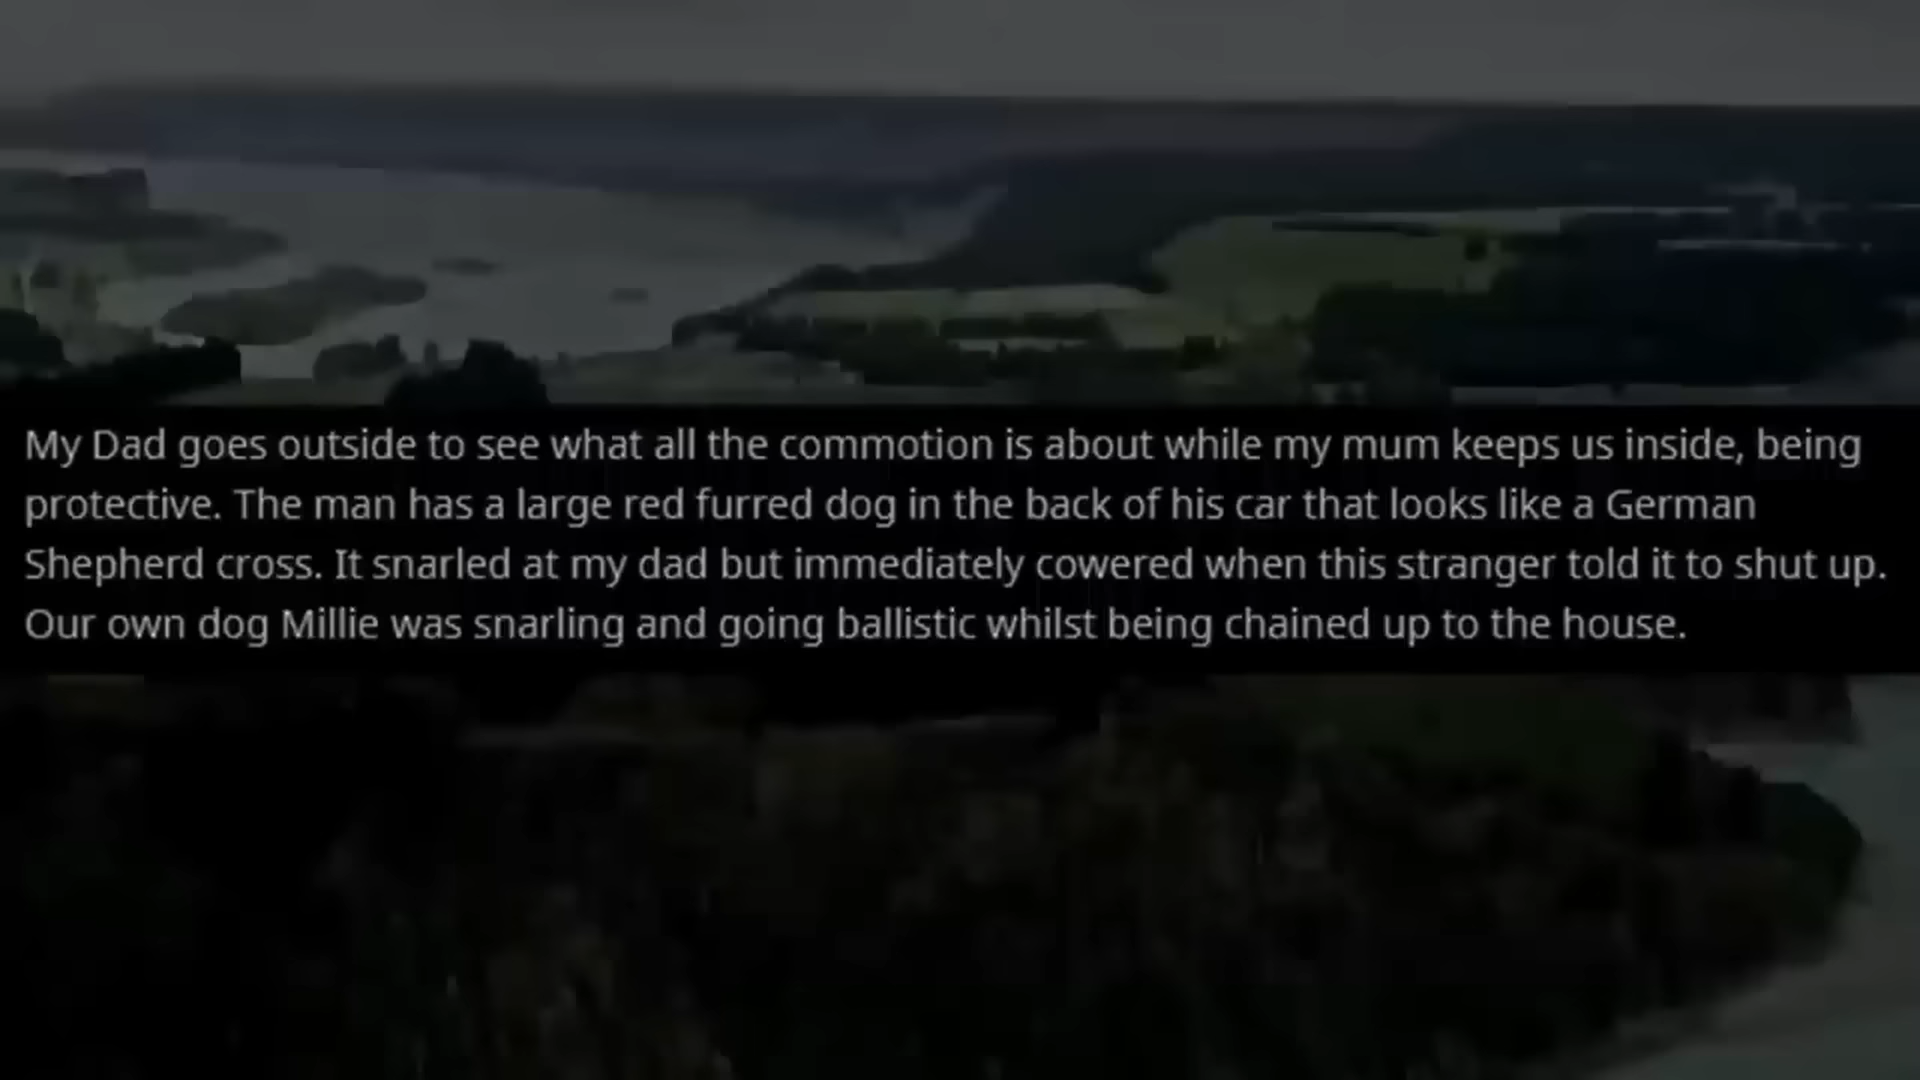 My Dad goes outside to see what all the commotion is about while my mum keeps us inside, being
protective. The man has a large red furred dog in the back of his car that looks like a German
Shepherd cross. It snarled at my dad but immediately cowered when this stranger told it to shut up.
Our own dog Millie was snarling and going ballistic whilst being chained up to the house.